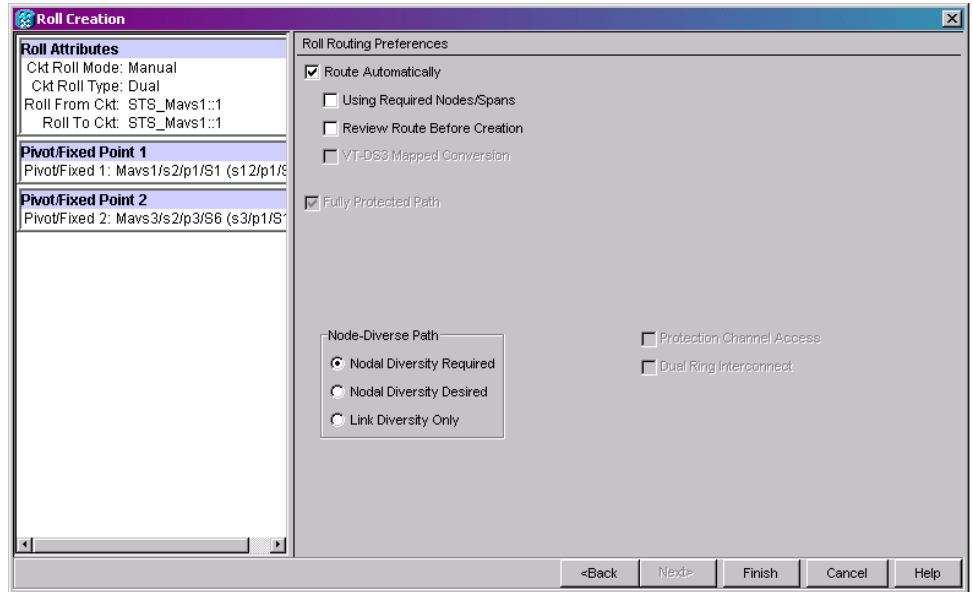 Roll Creation
Roll Attributes
Ckt Roll Mode: Manual
Ckt Roll Type: Dual
Roll From Ckt: STS_Mavs1::1
Roll To Ckt: STS_Mavs1::1
Pivot/Fixed Point 1
Pivot/Fixed 1: Mavs1/s2/p1/S1 (s12/p1/S
Pivot/Fixed Point 2
Pivot/Fixed 2: Mavs3/s2/p3/S6 (s3/p1/S1
Roll Routing Preferences
Route Automatically
Using Required Nodes/Spans
Review Route Before Creation
VT-DS3 Mapped Conversion
Fully Protected Path
Node-Diverse Path
Nodal Diversity Required
Nodal Diversity Desired
Link Diversity Only
Protection Channel Access
Dual Ring Interconnect
<Back
Next>
Finish
Cancel
Help